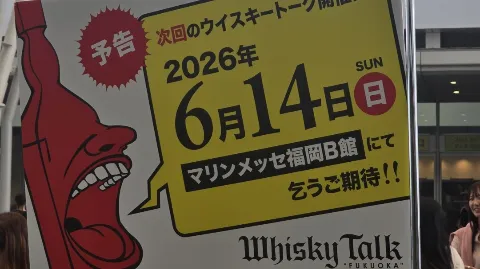 予告
次回のウイスキートーク開催
2026年
6月14日
SUN
日
マリンメッセ福岡B館 にて
乞うご期待!!
Whisky Talk
"FUKUOKA"